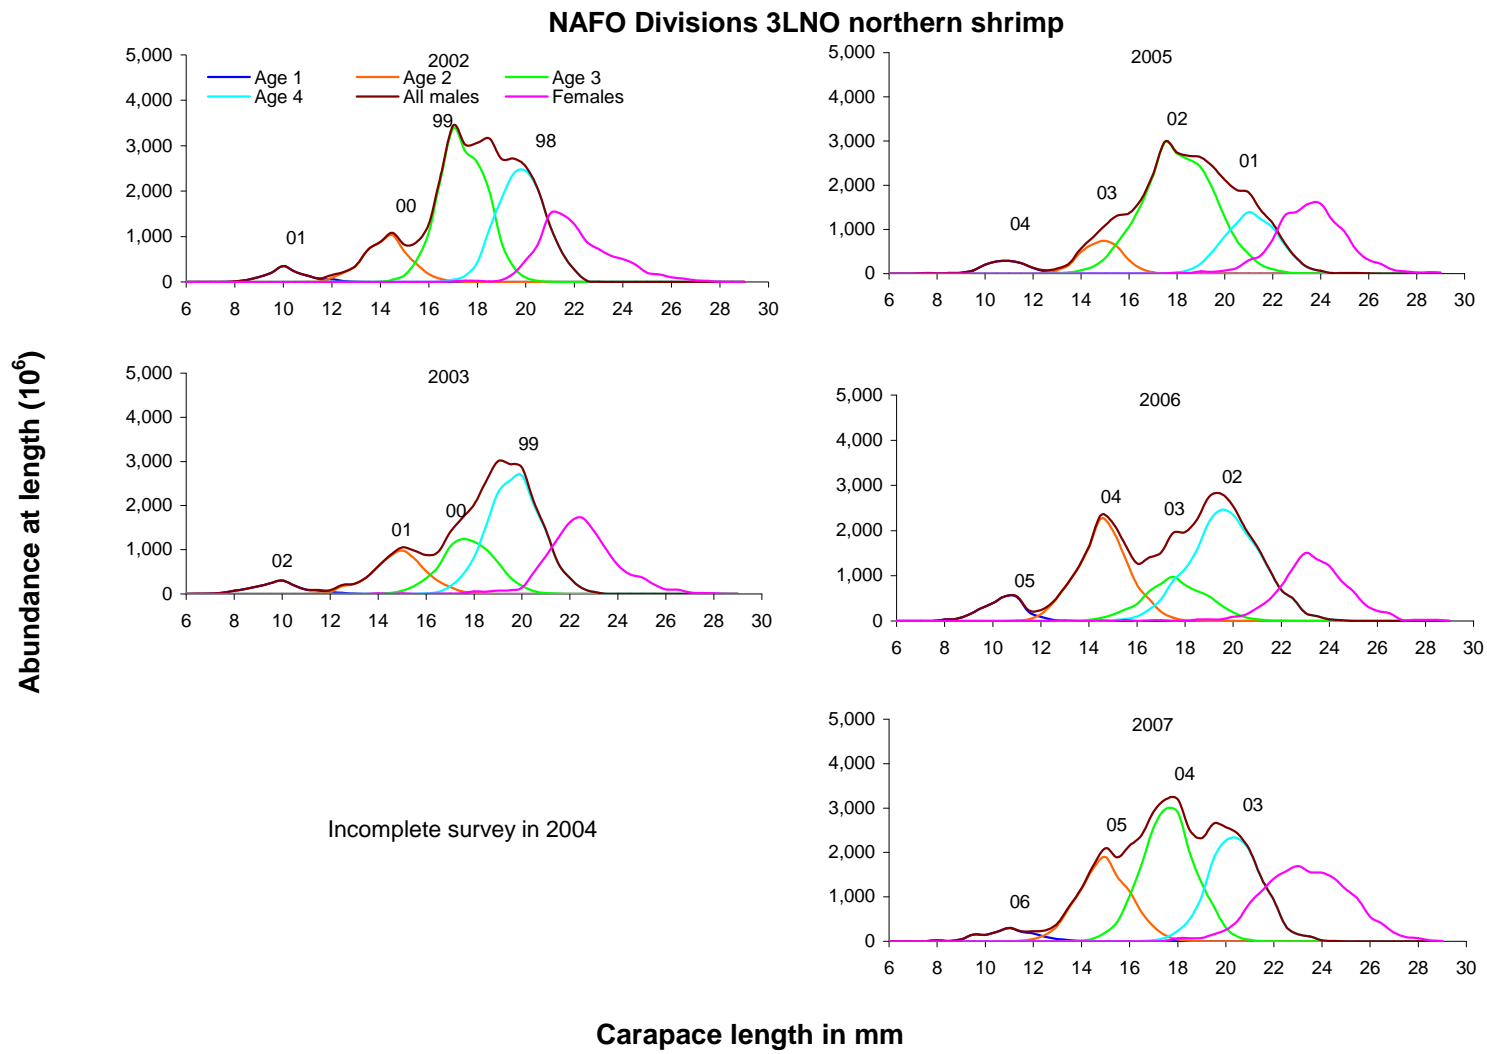 NAFO Divisions 3LNO northern shrimp
Abundance at length (10⁶)
2002
Age 1 Age 2 Age 3
Age 4 All males Females
5,000
4,000
3,000
2,000
1,000
0
01 00 99 98
6 8 10 12 14 16 18 20 22 24 26 28 30
2003
5,000
4,000
3,000
2,000
1,000
0
02 01 00 99
6 8 10 12 14 16 18 20 22 24 26 28 30
Incomplete survey in 2004
2005
5,000
4,000
3,000
2,000
1,000
0
04 03 02 01
6 8 10 12 14 16 18 20 22 24 26 28 30
2006
5,000
4,000
3,000
2,000
1,000
0
05 04 03 02
6 8 10 12 14 16 18 20 22 24 26 28 30
2007
5,000
4,000
3,000
2,000
1,000
0
06 05 04 03
6 8 10 12 14 16 18 20 22 24 26 28 30
Carapace length in mm